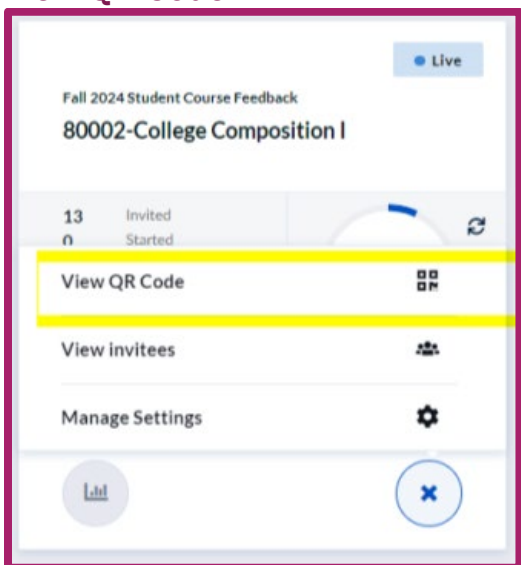 Live
Fall 2024 Student Course Feedback
80002-College Composition I
13 Invited
0 Started
View QR Code
View invitees
Manage Settings